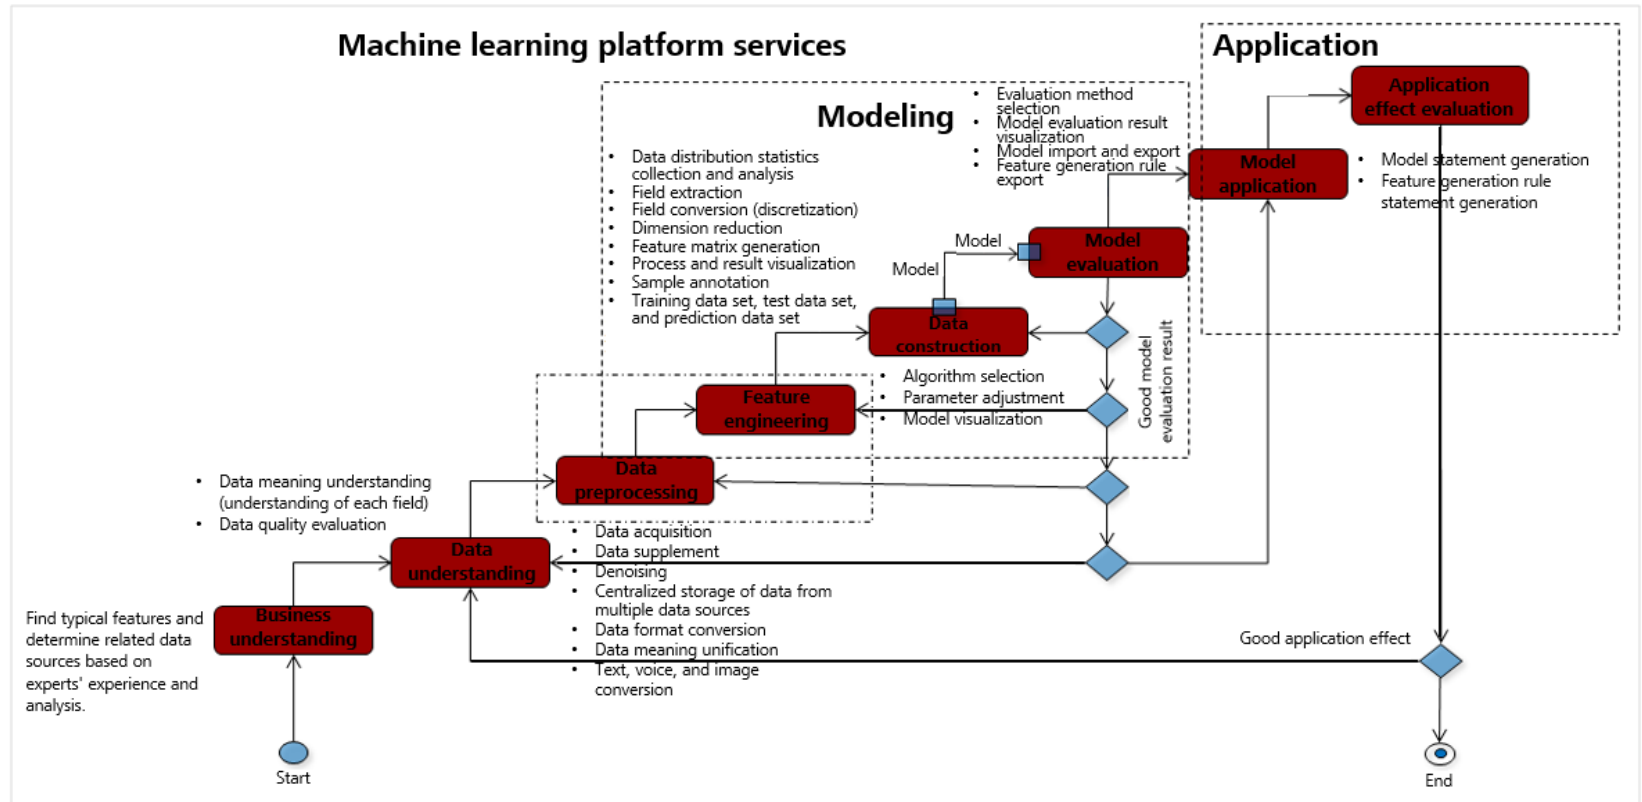 Machine learning platform services
Application
Application
effect evaluation
Modeling
• Evaluation method
selection
• Model evaluation result
visualization
• Model import and export
• Feature generation rule
export
Model
application
• Model statement generation
• Feature generation rule
statement generation
• Data distribution statistics
collection and analysis
• Field extraction
• Field conversion (discretization)
• Dimension reduction
• Feature matrix generation
• Process and result visualization
• Sample annotation
• Training data set, test data set,
and prediction data set
Model
Model
Model
evaluation
Data
construction
Good model
evaluation result
• Algorithm selection
• Parameter adjustment
• Model visualization
Feature
engineering
Data
preprocessing
• Data meaning understanding
(understanding of each field)
• Data quality evaluation
Data
understanding
• Data acquisition
• Data supplement
• Denoising
• Centralized storage of data from
multiple data sources
• Data format conversion
• Data meaning unification
• Text, voice, and image
conversion
Business
understanding
Find typical features and
determine related data
sources based on
experts' experience and
analysis.
Good application effect
Start
End